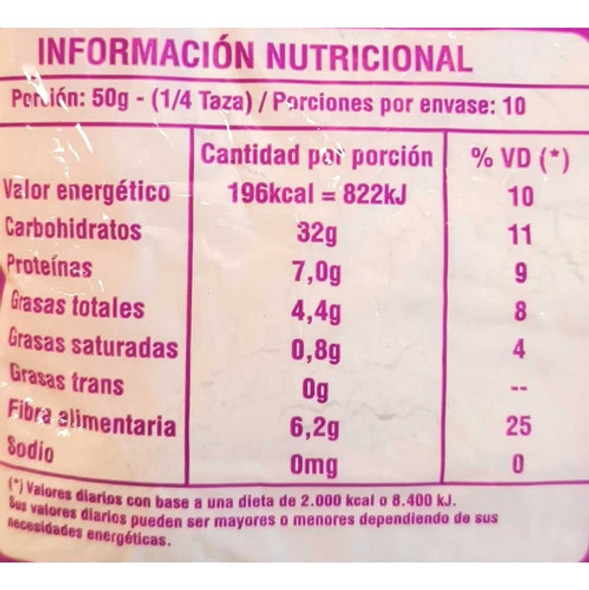 INFORMACIÓN NUTRICIONAL
Porción: 50g - (1/4 Taza) / Porciones por envase: 10
Cantidad por porción % VD (*)
Valor energético 196kcal = 822kJ 10
Carbohidratos 32g 11
Proteínas 7,0g 9
Grasas totales 4,4g 8
Grasas saturadas 0,8g 4
Grasas trans 0g --
Fibra alimentaria 6,2g 25
Sodio 0mg 0
(*) Valores diarios con base a una dieta de 2.000 kcal o 8.400 kJ.
Sus valores diarios pueden ser mayores o menores dependiendo de sus
necesidades energéticas.